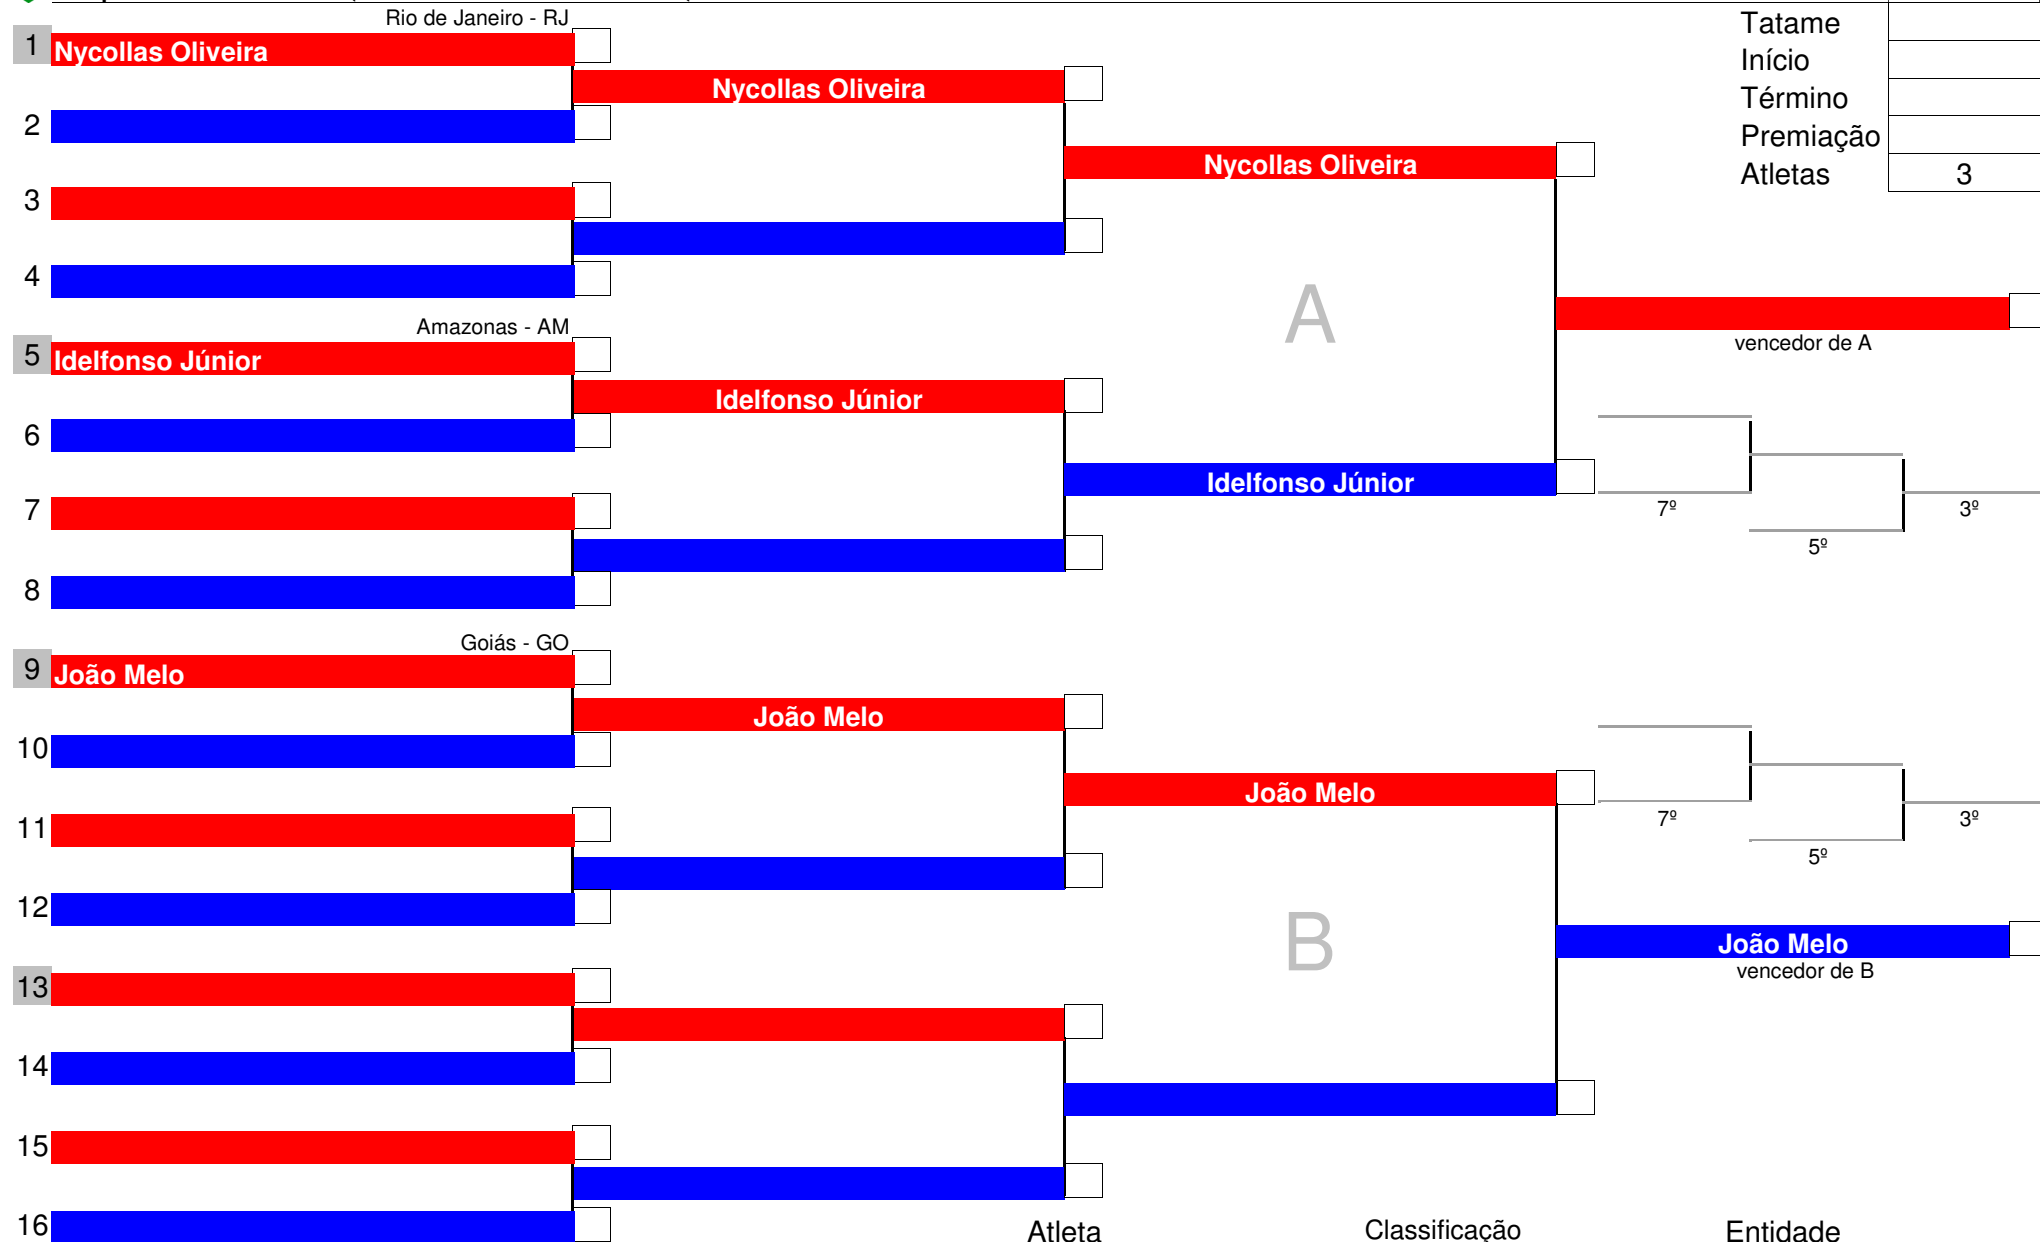 Rio de Janeiro - RJ
Tatame
1 Nycollas Oliveira
Início
Nycollas Oliveira
Término
2
Premiação
Nycollas Oliveira
Atletas 3
3
4
A
Amazonas - AM
vencedor de A
5 Idelfonso Júnior
Idelfonso Júnior
6
Idelfonso Júnior
7
7º
3º
5º
8
Goiás - GO
9 João Melo
João Melo
10
João Melo
7º
3º
11
5º
12
B
João Melo
vencedor de B
13
14
15
16
Atleta Classificação Entidade